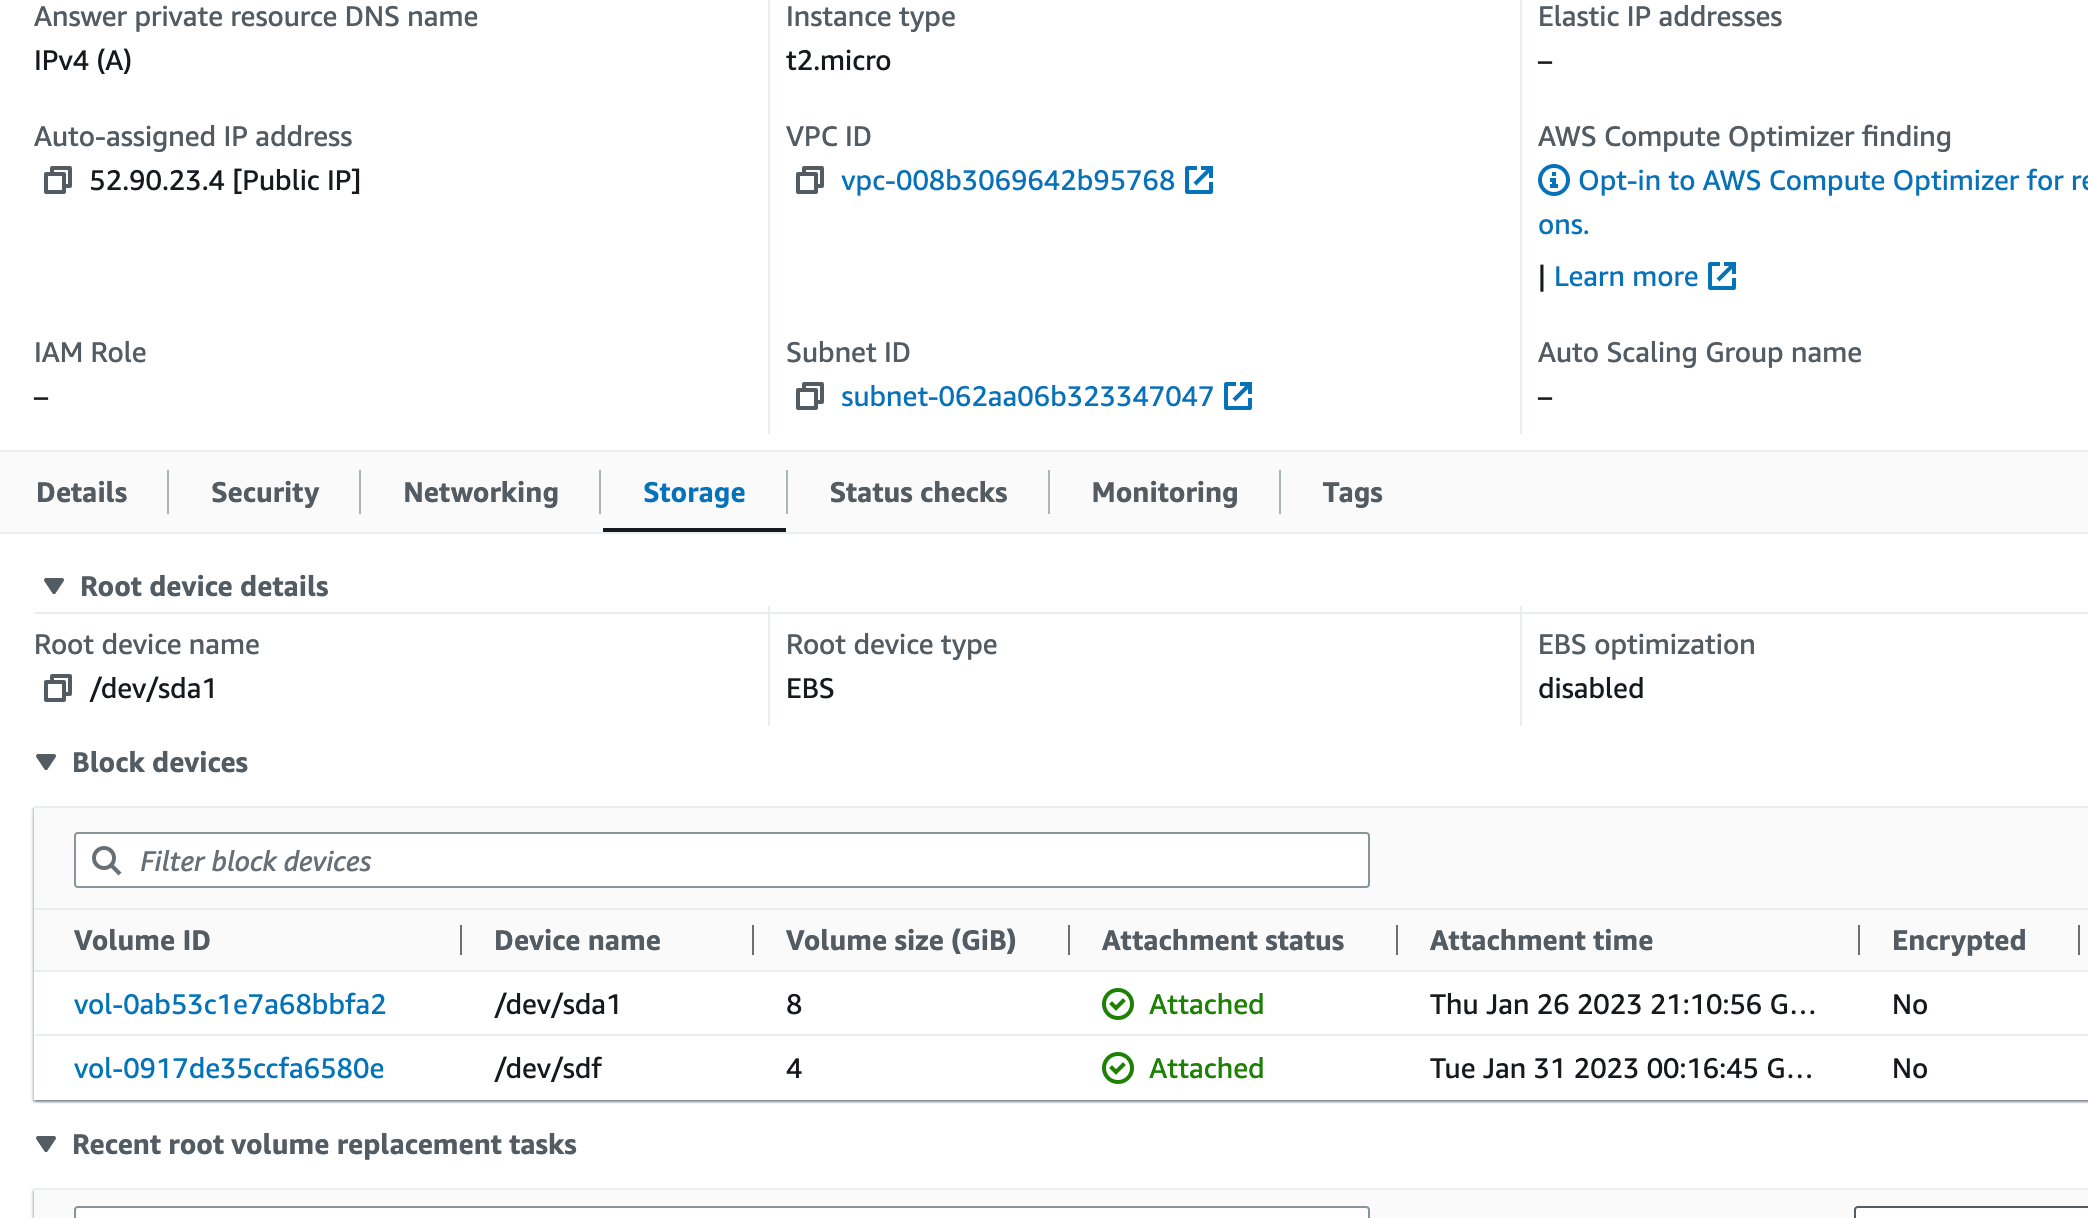 Answer private resource DNS name
IPv4 (A)
Instance type
t2.micro
Elastic IP addresses
–
Auto-assigned IP address
52.90.23.4 [Public IP]
VPC ID
vpc-008b3069642b95768
AWS Compute Optimizer finding
Opt-in to AWS Compute Optimizer for re
ons.
| Learn more
IAM Role
–
Subnet ID
subnet-062aa06b323347047
Auto Scaling Group name
–
Details
Security
Networking
Storage
Status checks
Monitoring
Tags
Root device details
Root device name
/dev/sda1
Root device type
EBS
EBS optimization
disabled
Block devices
Filter block devices
Volume ID
Device name
Volume size (GiB)
Attachment status
Attachment time
Encrypted
vol-0ab53c1e7a68bbfa2
/dev/sda1
8
Attached
Thu Jan 26 2023 21:10:56 G...
No
vol-0917de35ccfa6580e
/dev/sdf
4
Attached
Tue Jan 31 2023 00:16:45 G...
No
Recent root volume replacement tasks